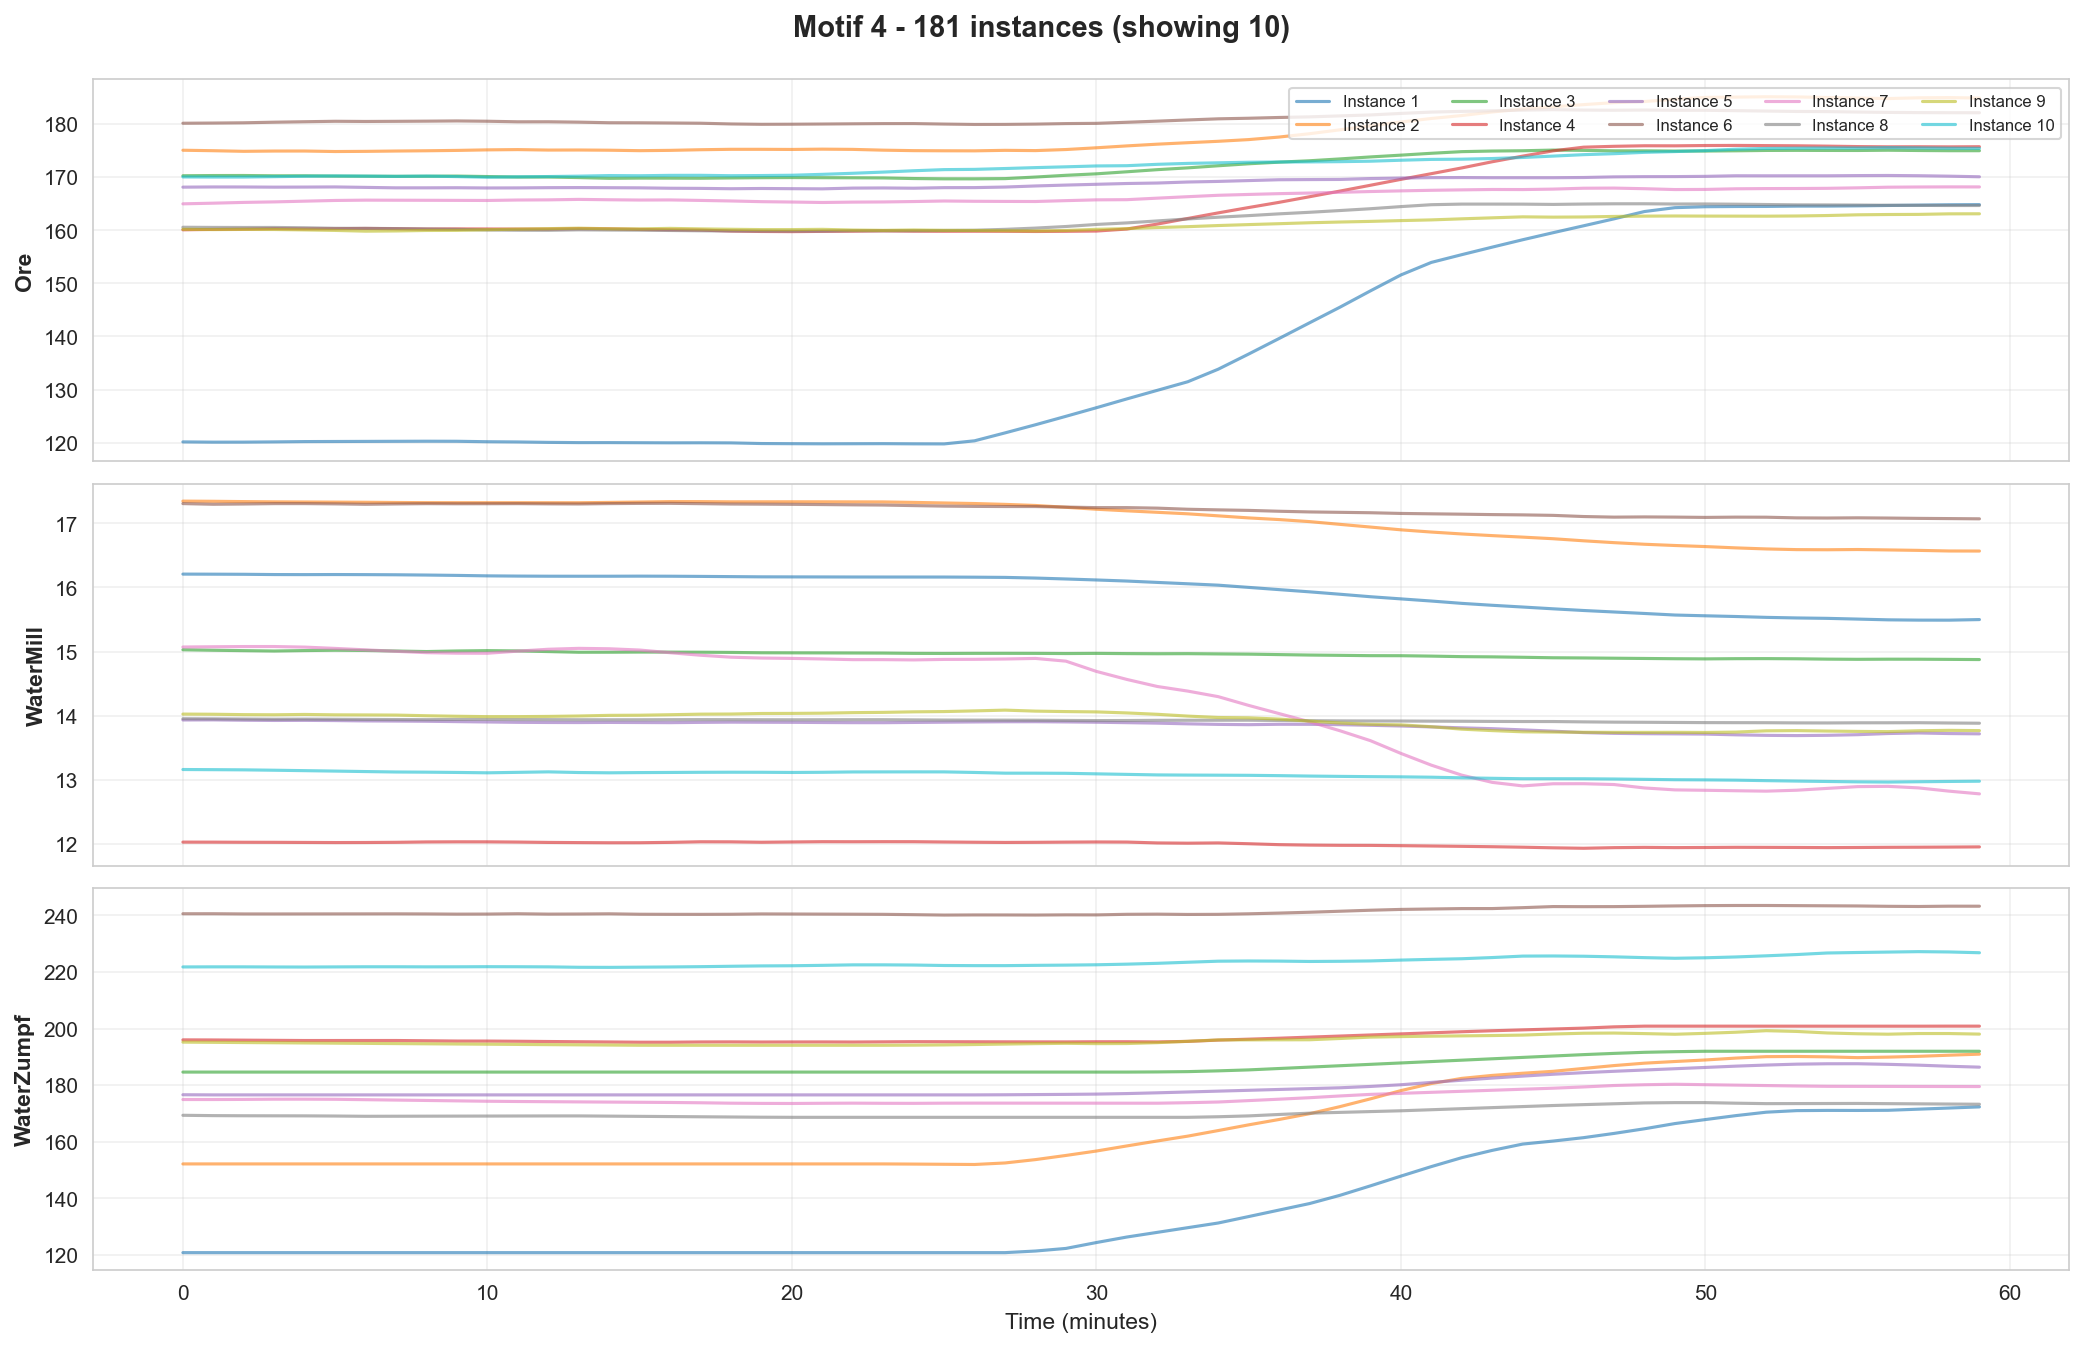 Motif 4 - 181 instances (showing 10)
Instance 1 Instance 3 Instance 5 Instance 7 Instance 9
Instance 2 Instance 4 Instance 6 Instance 8 Instance 10
Ore
180
170
160
150
140
130
120
WaterMill
17
16
15
14
13
12
WaterZumpf
240
220
200
180
160
140
120
0 10 20 30 40 50 60
Time (minutes)